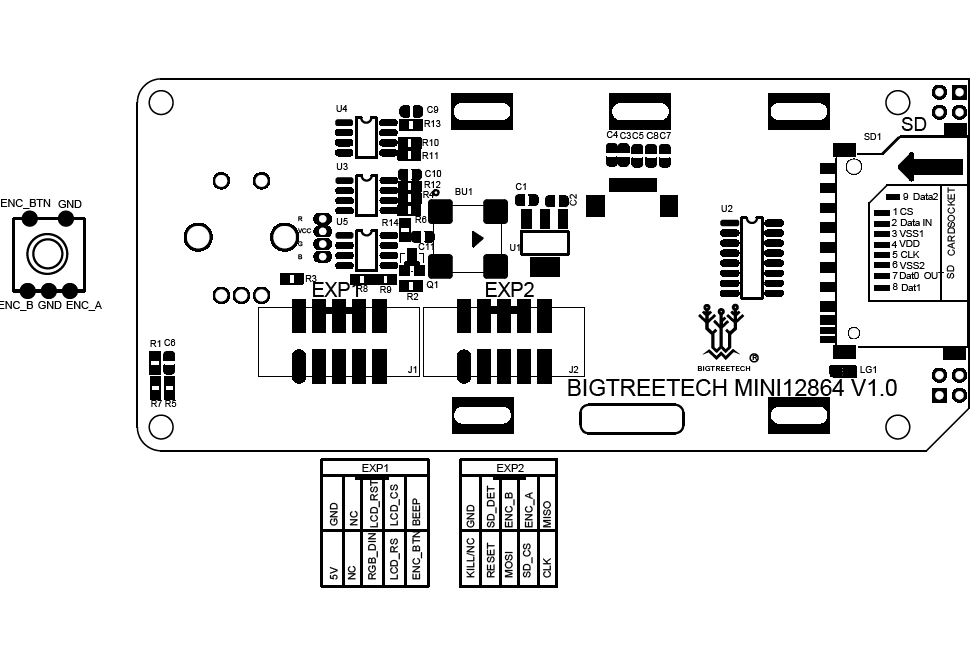 U4
C9
R13
R10
R11
U3
C10
R12
R4
BU1
C1
C2
C4
C3
C5
C8
C7
SD1
SD
9 Data2
1 CS
2 Data IN
3 VSS1
4 VDD
5 CLK
6 VSS2
7 Dat0 OUT
8 Dat1
SD CARDSOCKET
ENC_BTN
GND
ENC_B
GND
ENC_A
R
VCC
G
B
U5
R14
R6
C11
U1
U2
R3
R8
R9
Q1
R2
EXP1
EXP2
R1
C6
R7
R5
J1
J2
BIGTREETECH
®
LG1
BIGTREETECH MINI12864 V1.0
EXP1
GND
NC
LCD_RST
LCD_CS
BEEP
5V
NC
RGB_DIN
LCD_RS
ENC_BTN
EXP2
GND
SD_DET
ENC_B
ENC_A
MISO
KILL/NC
RESET
MOSI
SD_CS
CLK